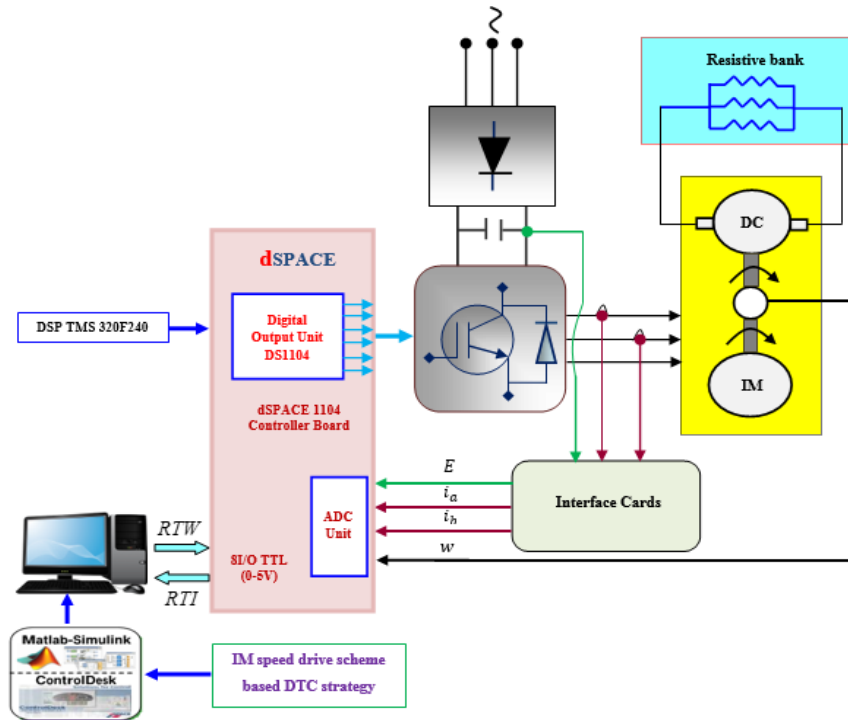 Resistive bank
DC
IM
dSPACE
Digital
Output Unit
DS1104
dSPACE 1104
Controller Board
DSP TMS 320F240
ADC
Unit
SI/O TTL
(0-5V)
E
i_a
i_b
w
Interface Cards
RTW
RTI
Matlab-Simulink
ControlDesk
IM speed drive scheme
based DTC strategy